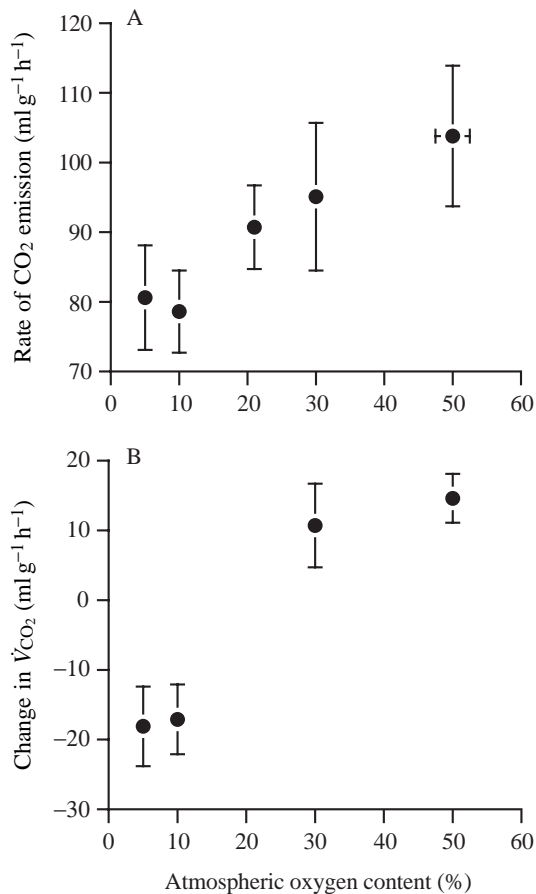 A
120
110
100
90
80
70
Rate of CO₂ emission (ml g⁻¹ h⁻¹)
0 10 20 30 40 50 60
B
20
10
0
−10
−20
−30
Change in V̇CO₂ (ml g⁻¹ h⁻¹)
0 10 20 30 40 50 60
Atmospheric oxygen content (%)